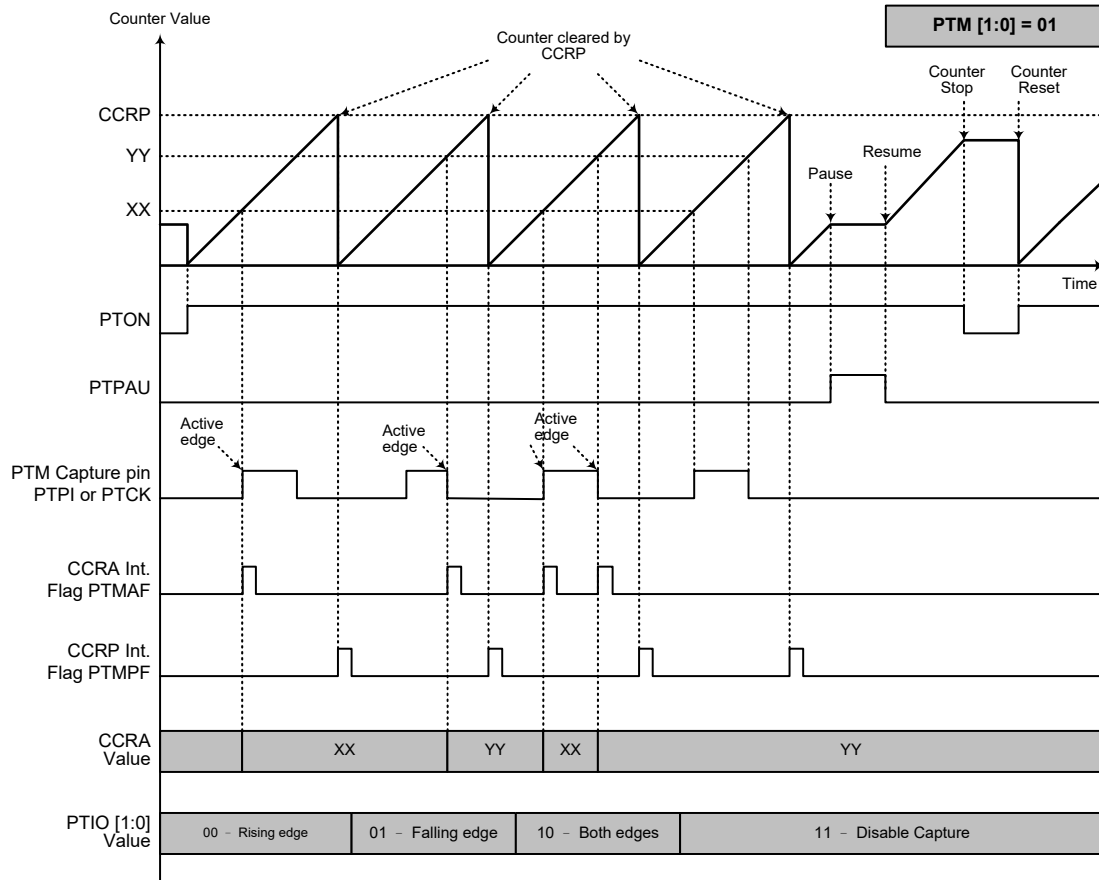 Counter Value
PTM [1:0] = 01
Counter cleared by
CCRP
Counter
Stop
Counter
Reset
CCRP
YY
Pause
Resume
XX
Time
PTON
PTPAU
Active
edge
Active
edge
Active
edge
PTM Capture pin
PTPI or PTCK
CCRA Int.
Flag PTMAF
CCRP Int.
Flag PTMPF
CCRA
Value
XX
YY
XX
YY
PTIO [1:0]
Value
00 – Rising edge
01 – Falling edge
10 – Both edges
11 – Disable Capture